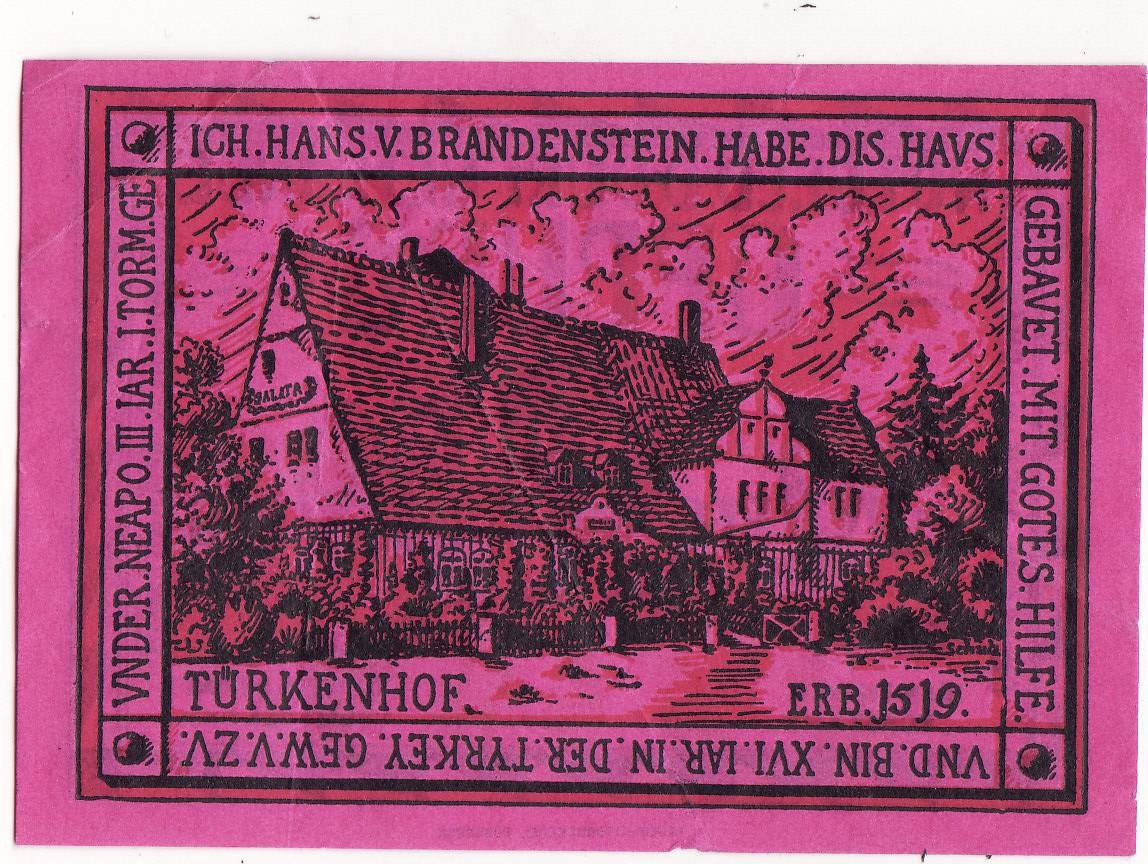 ICH.HANS.V.BRANDENSTEIN.HABE.DIS.HAVS.
GEBAVET.MIT.GOTES.HILFE.
VND.BIN.XVI.IAR.IN.DER.TYRKEY.GEW.V.ZV.
VNDER.NEAPO.III.IAR.I.TORM.GE
TÜRKENHOF.
ERB.1519.